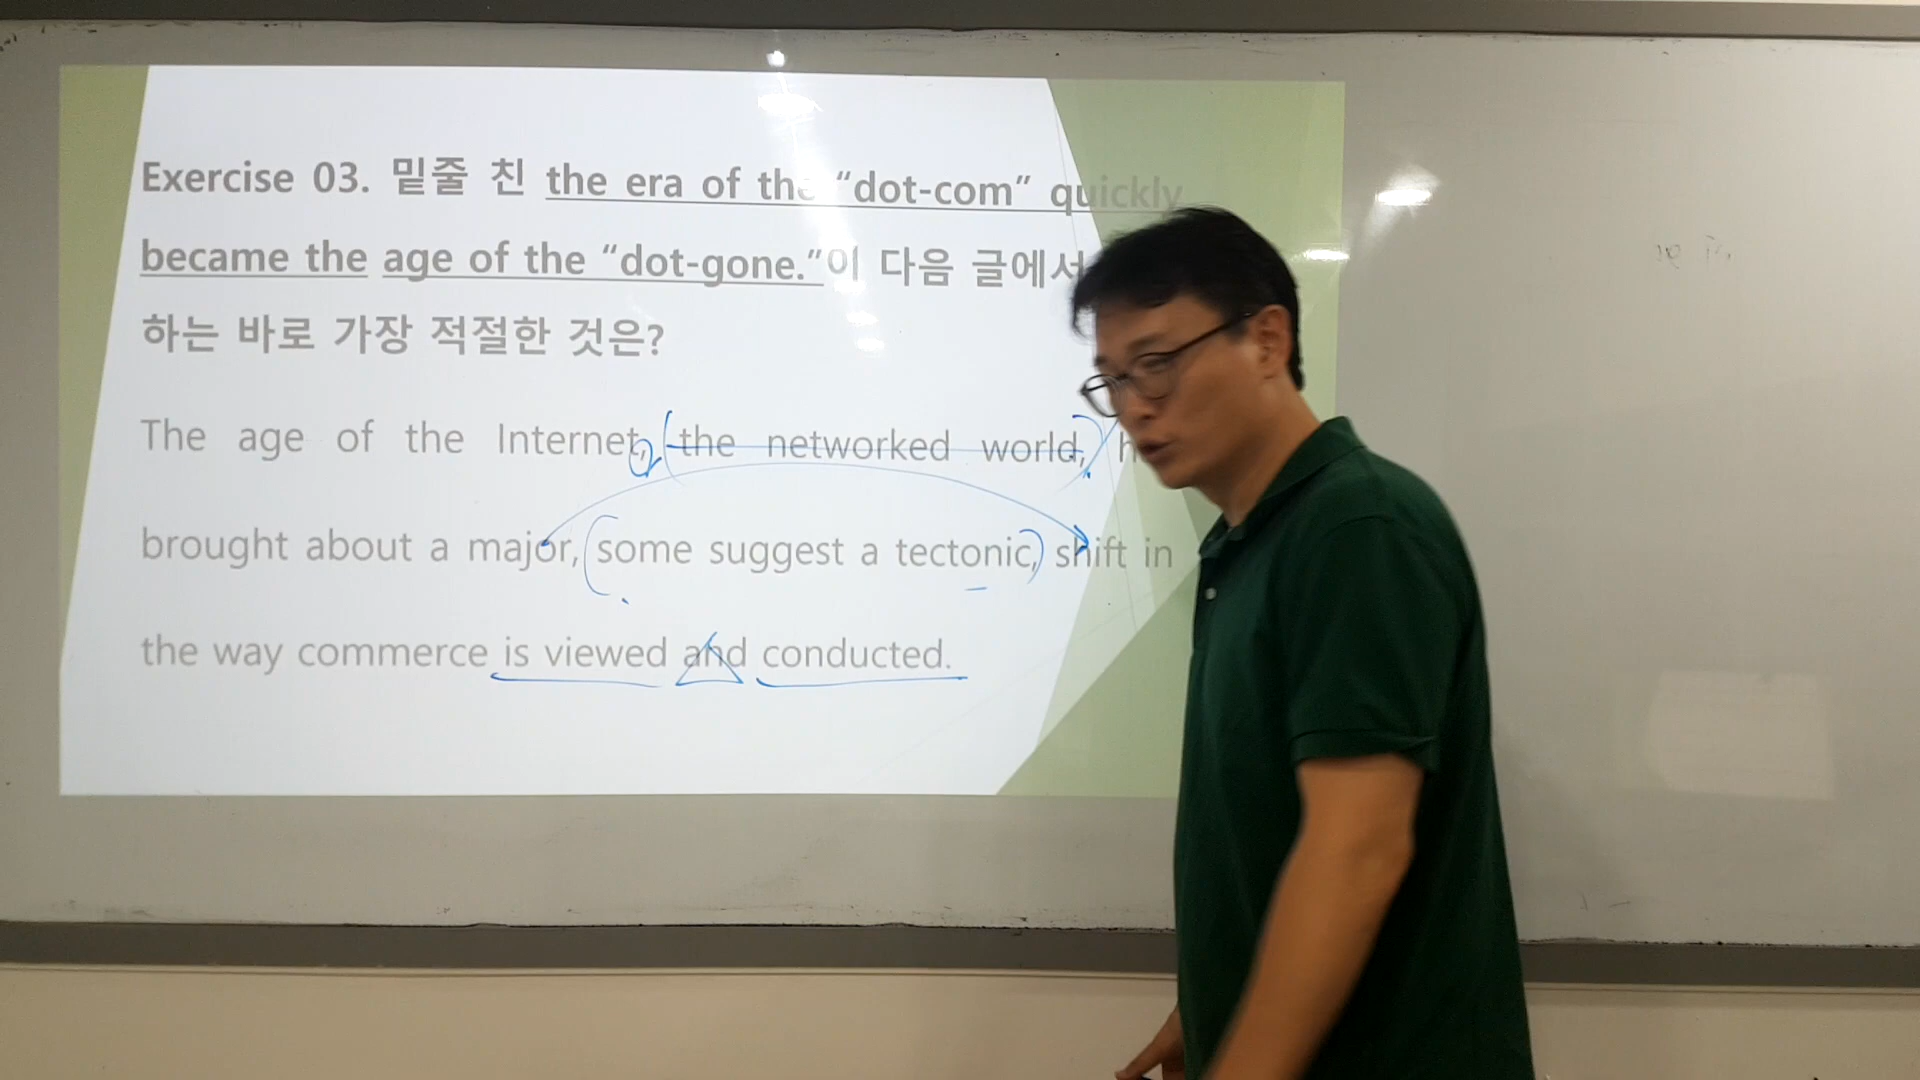 Exercise 03. 밑줄 친 the era of the “dot-com” quickly
became the age of the “dot-gone.”이 다음 글에서
하는 바로 가장 적절한 것은?
The age of the Internet, the networked world,
brought about a major, some suggest a tectonic, shift in
the way commerce is viewed and conducted.